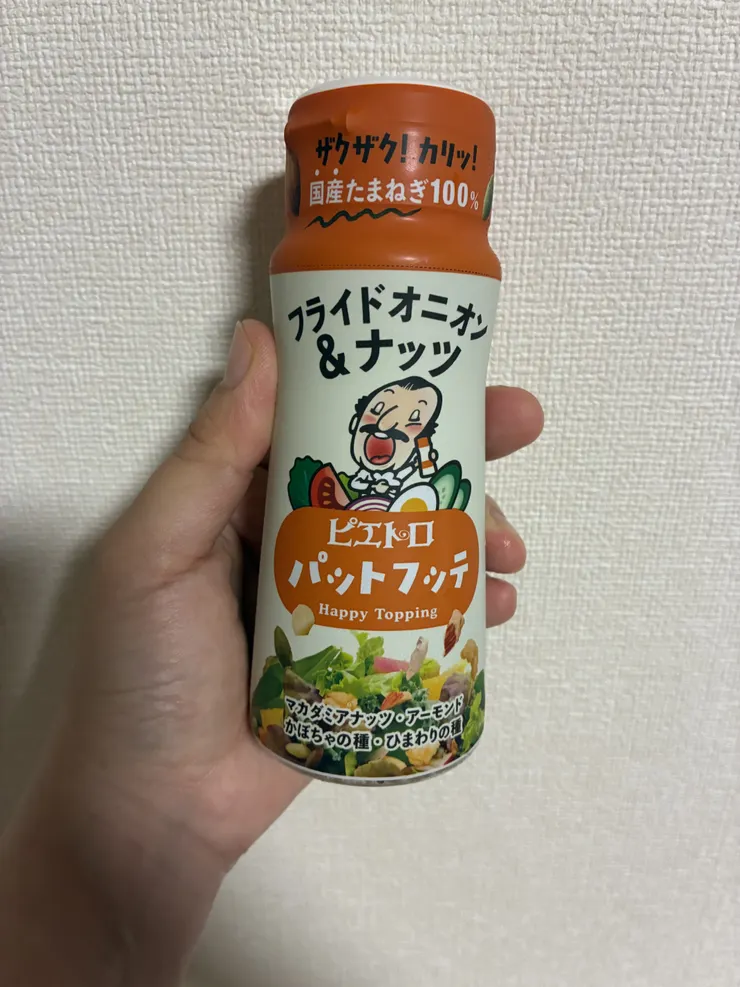 ザクザク!カリッ!
国産たまねぎ100%
フライドオニオン
&ナッツ
ピエトロ
パットフッテ
Happy Topping
マカダミアナッツ・アーモンド
かぼちゃの種・ひまわりの種